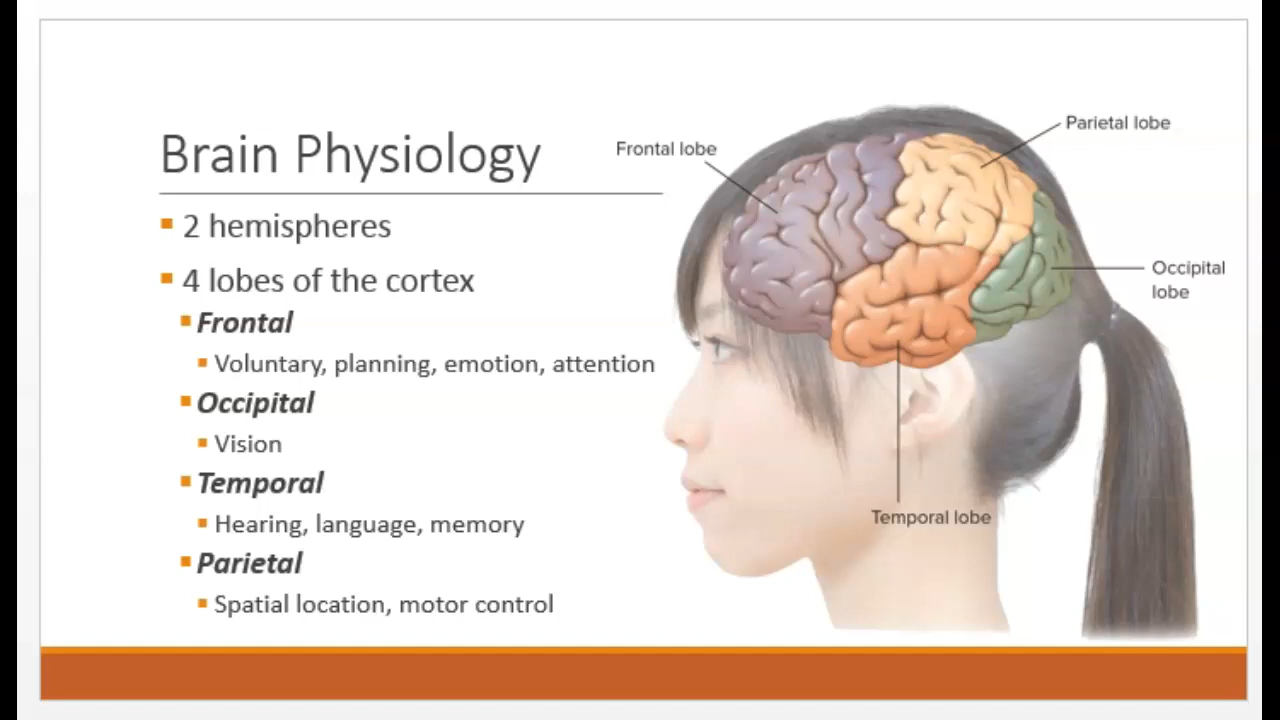 Brain Physiology
2 hemispheres
4 lobes of the cortex
Frontal
Voluntary, planning, emotion, attention
Occipital
Vision
Temporal
Hearing, language, memory
Parietal
Spatial location, motor control
Frontal lobe
Parietal lobe
Occipital
lobe
Temporal lobe